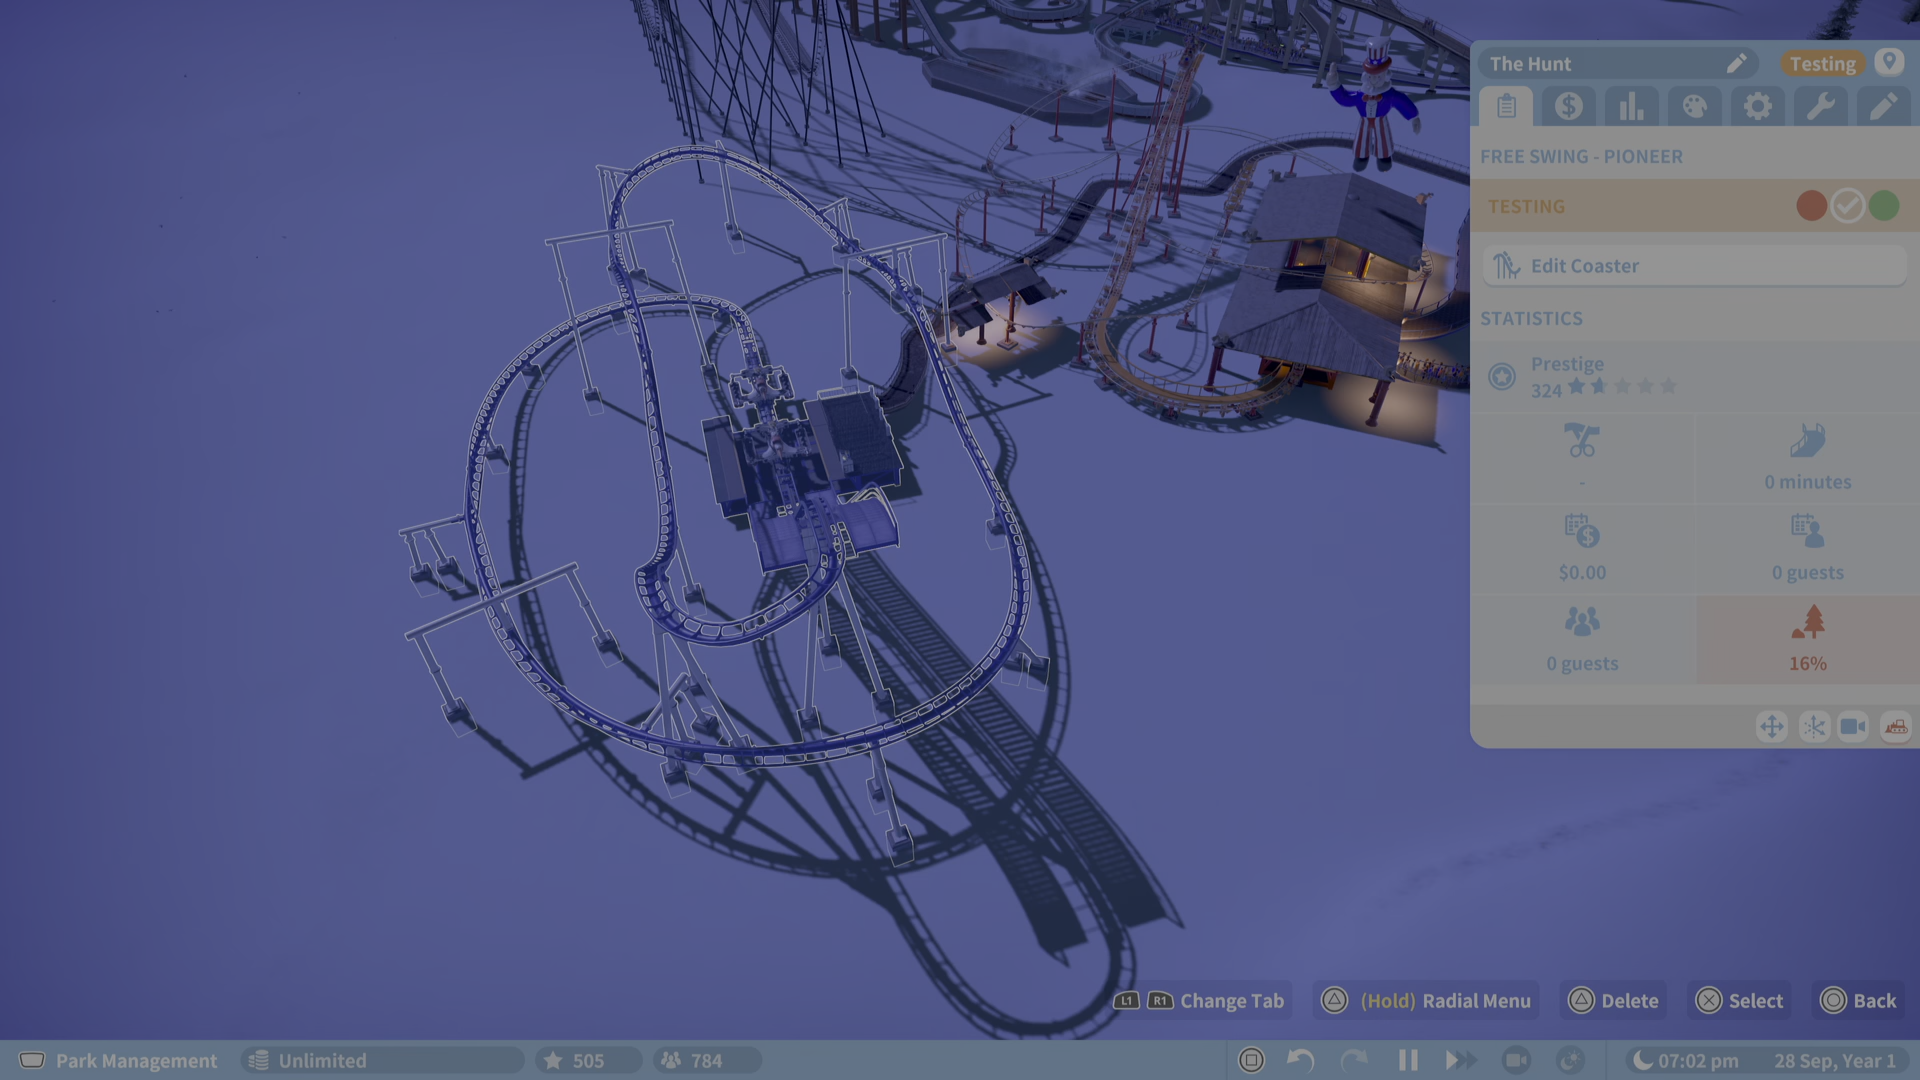 The Hunt
Testing
FREE SWING - PIONEER
TESTING
Edit Coaster
STATISTICS
Prestige
324
-
0 minutes
$0.00
0 guests
0 guests
16%
L1 R1 Change Tab
(Hold) Radial Menu
Delete
Select
Back
Park Management
Unlimited
505
784
07:02 pm
28 Sep, Year 1